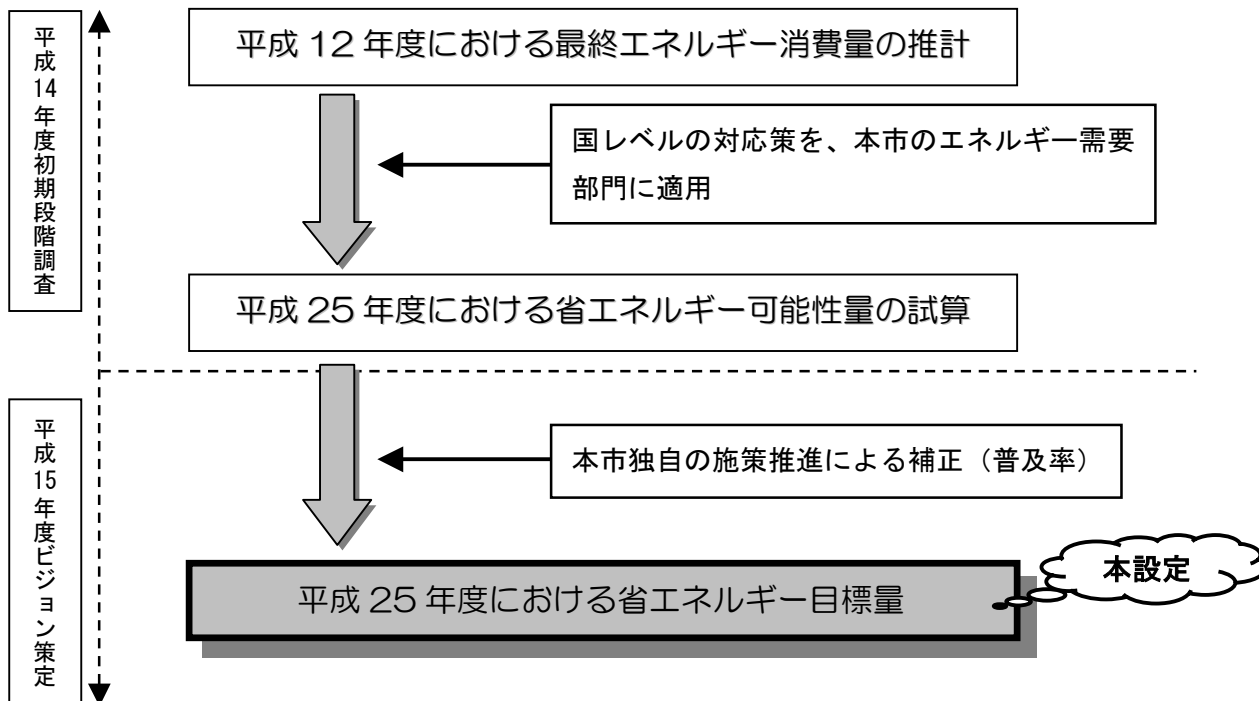 平成14年度初期段階調査
平成 12 年度における最終エネルギー消費量の推計
国レベルの対応策を、本市のエネルギー需要
部門に適用
平成 25 年度における省エネルギー可能性量の試算
平成15年度ビジョン策定
本市独自の施策推進による補正（普及率）
平成 25 年度における省エネルギー目標量
本設定